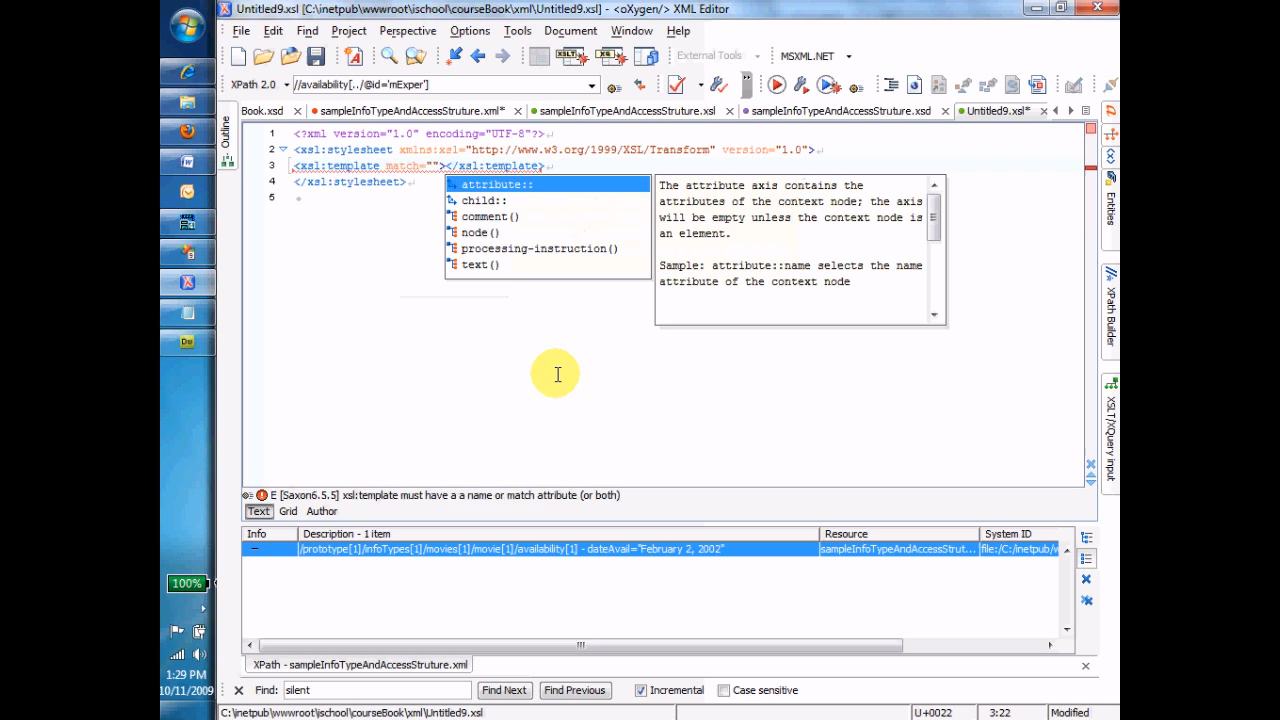 Untitled9.xsl [C:\inetpub\wwwroot\ischool\courseBook\xml\Untitled9.xsl] - <oXygen/> XML Editor
File Edit Find Project Perspective Options Tools Document Window Help
External Tools MSXML.NET
XPath 2.0 //availability[../@id='mExper']
Book.xsd sampleInfoTypeAndAccessStruture.xml* sampleInfoTypeAndAccessStruture.xsl sampleInfoTypeAndAccessStruture.xsd Untitled9.xsl*
Outline
1 <?xml version="1.0" encoding="UTF-8"?>
2 <xsl:stylesheet xmlns:xsl="http://www.w3.org/1999/XSL/Transform" version="1.0">
3 <xsl:template match=""></xsl:template>
4 </xsl:stylesheet>
5
attribute::
child::
comment()
node()
processing-instruction()
text()
The attribute axis contains the
attributes of the context node; the axis
will be empty unless the context node is
an element.
Sample: attribute::name selects the name
attribute of the context node
Entities
XPath Builder
XSLT/XQuery input
E [Saxon6.5.5] xsl:template must have a a name or match attribute (or both)
Text Grid Author
Info Description - 1 item Resource System ID
/prototype[1]/infoTypes[1]/movies[1]/movie[1]/availability[1] - dateAvail="February 2, 2002" sampleInfoTypeAndAccessStrut... file:/C:/inetpub/w
XPath - sampleInfoTypeAndAccessStruture.xml
Find: silent Find Next Find Previous Incremental Case sensitive
C:\inetpub\wwwroot\ischool\courseBook\xml\Untitled9.xsl U+0022 3:22 Modified
100%
1:29 PM
10/11/2009
Du